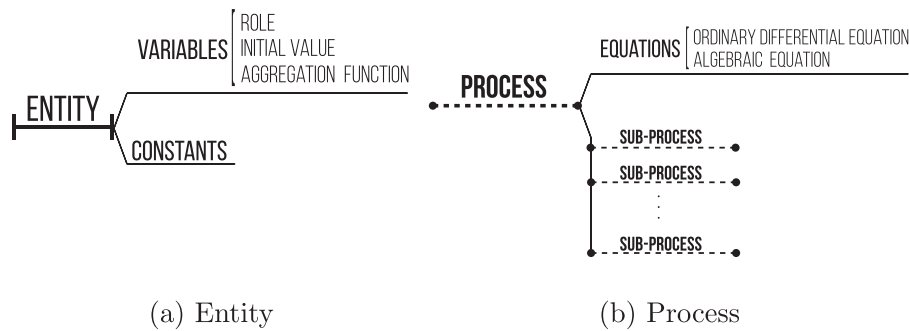 ROLE
VARIABLES
INITIAL VALUE
AGGREGATION FUNCTION
ENTITY
CONSTANTS
(a) Entity
EQUATIONS
ORDINARY DIFFERENTIAL EQUATION
ALGEBRAIC EQUATION
PROCESS
SUB-PROCESS
SUB-PROCESS
SUB-PROCESS
(b) Process